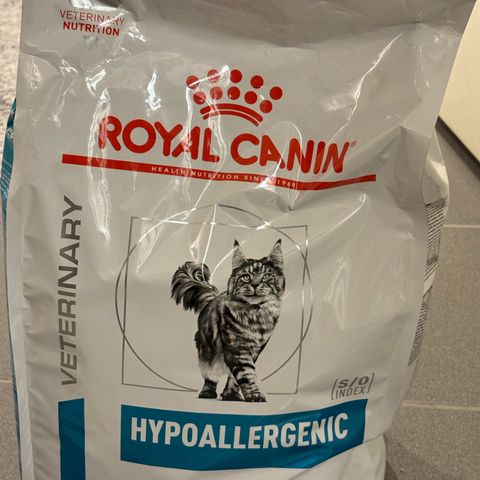 VETERINARY
NUTRITION
ROYAL CANIN
HEALTH NUTRITION SINCE 1968
VETERINARY
S/O
INDEX
HYPOALLERGENIC